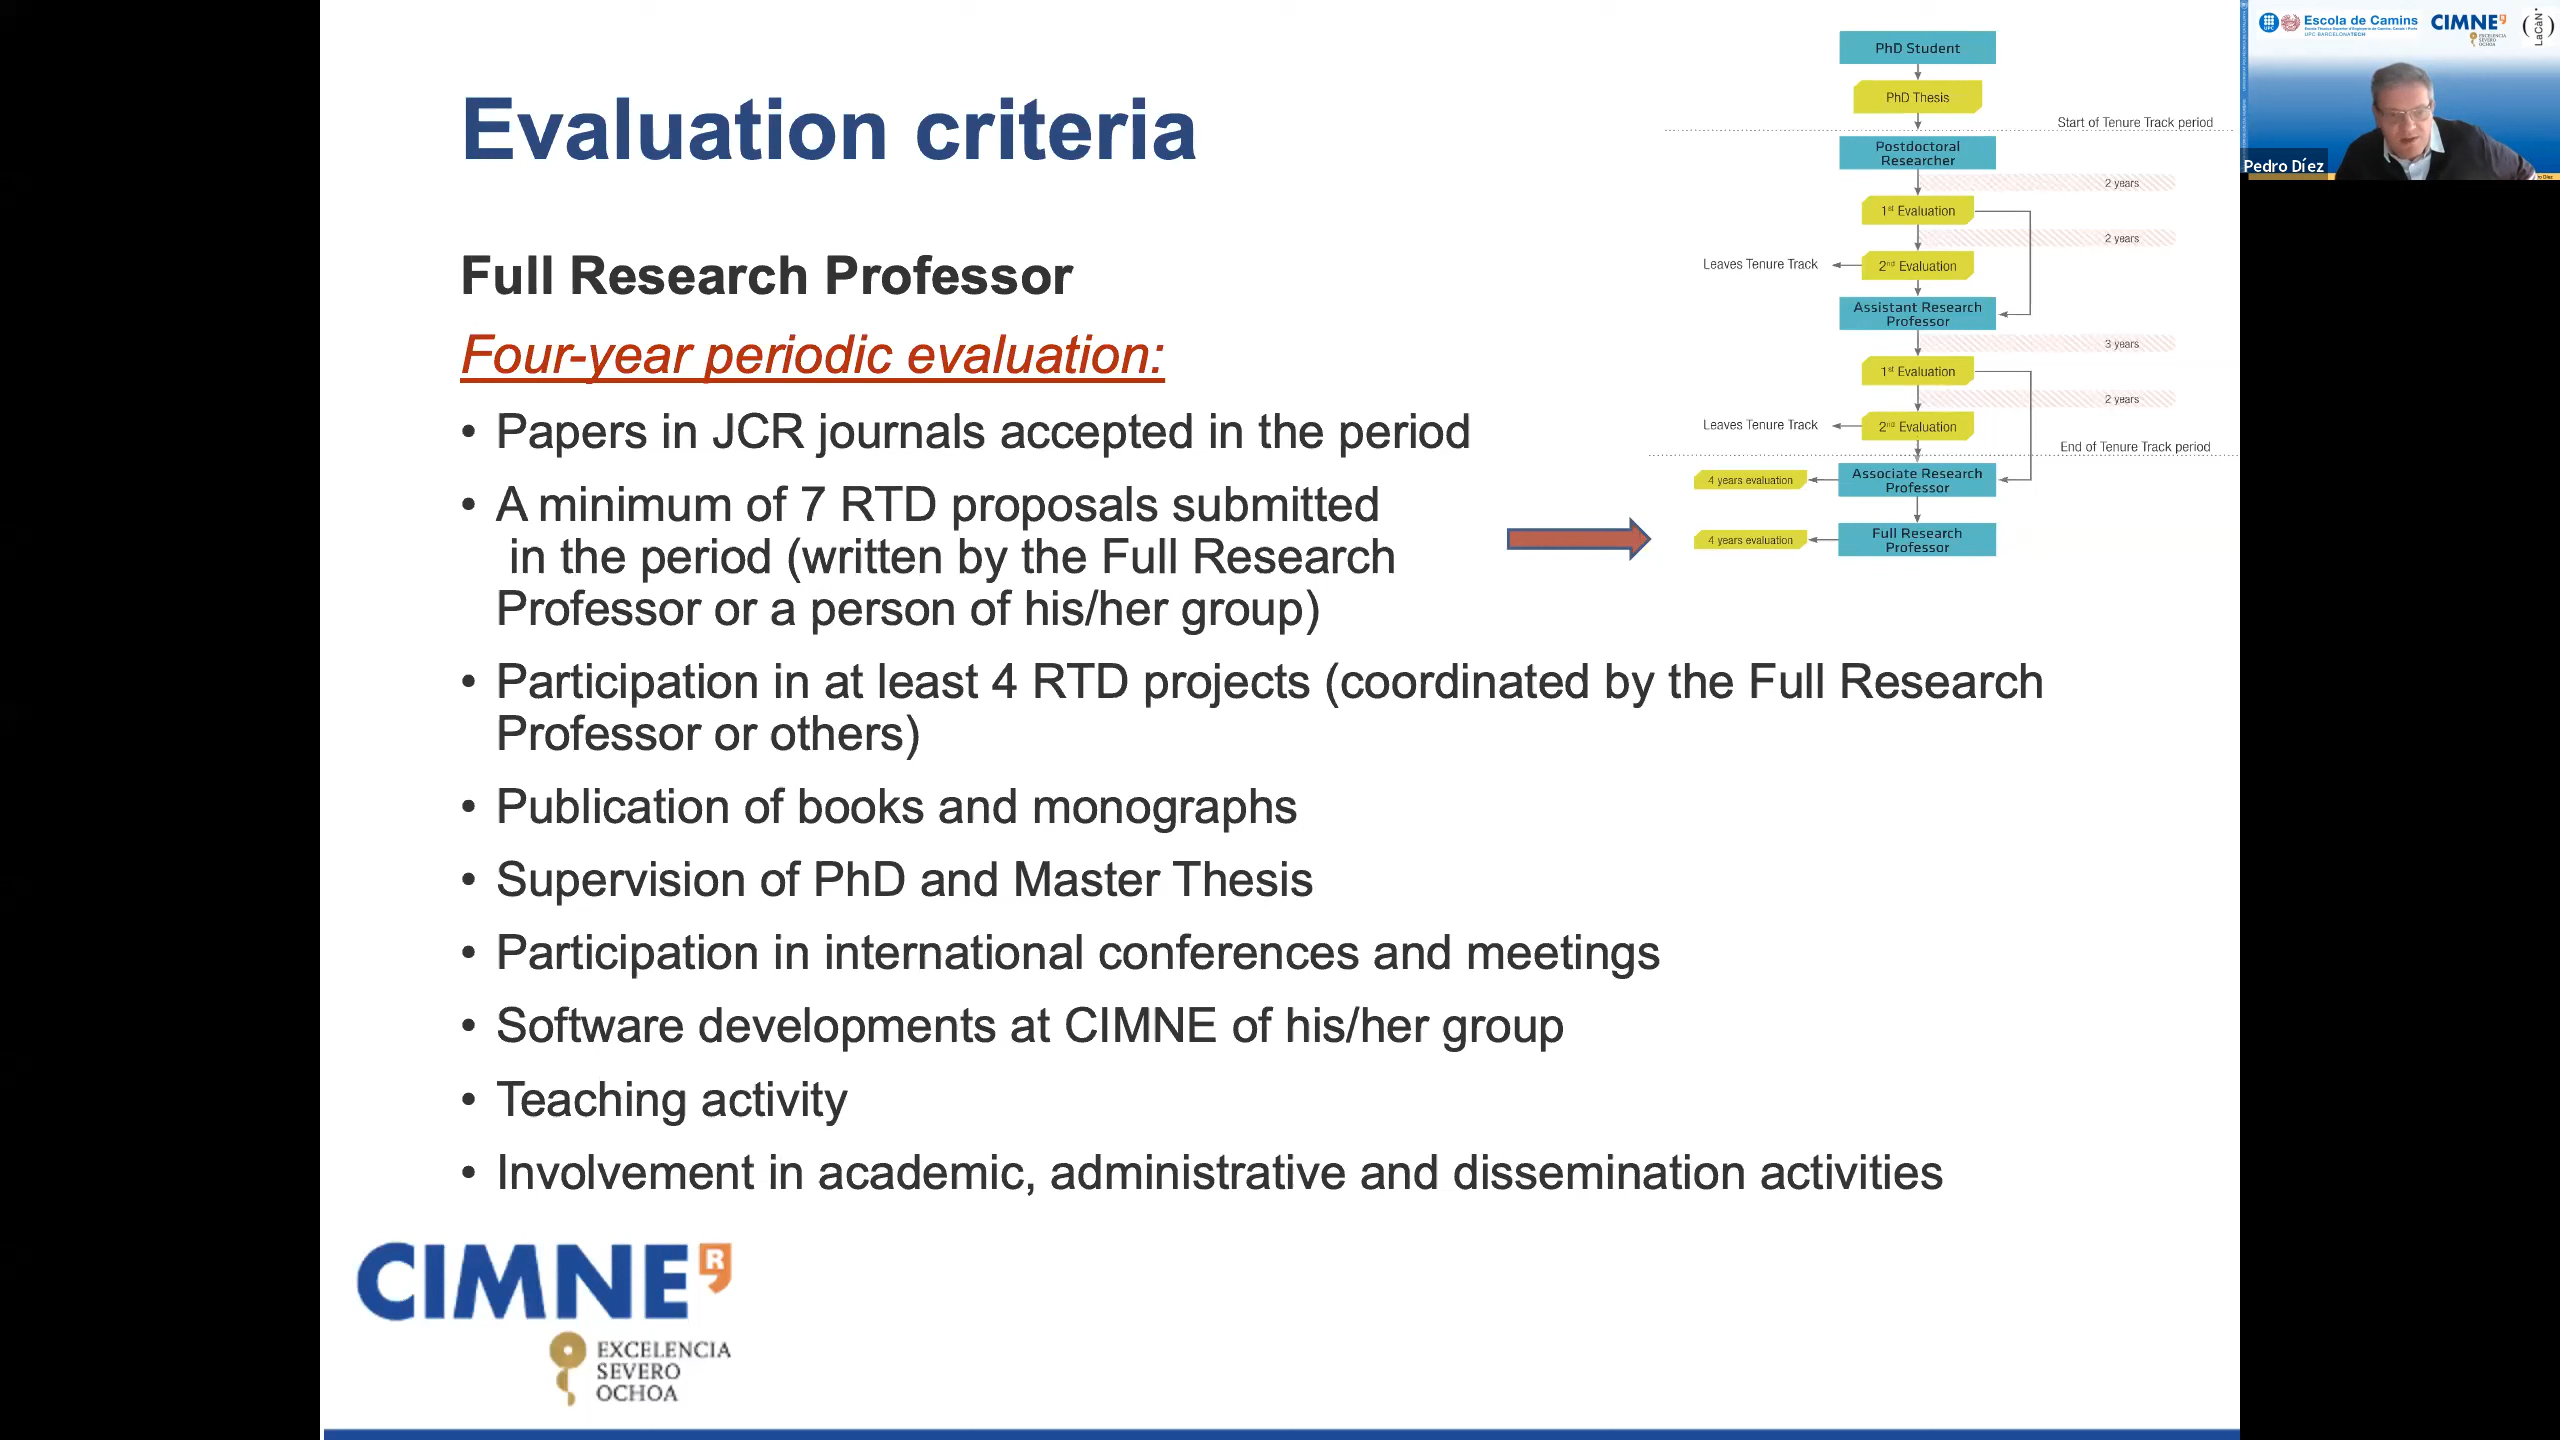 Evaluation criteria
Full Research Professor
Four-year periodic evaluation:
• Papers in JCR journals accepted in the period
• A minimum of 7 RTD proposals submitted
in the period (written by the Full Research
Professor or a person of his/her group)
• Participation in at least 4 RTD projects (coordinated by the Full Research
Professor or others)
• Publication of books and monographs
• Supervision of PhD and Master Thesis
• Participation in international conferences and meetings
• Software developments at CIMNE of his/her group
• Teaching activity
• Involvement in academic, administrative and dissemination activities
CIMNE R
EXCELENCIA
SEVERO
OCHOA
PhD Student
PhD Thesis
Start of Tenure Track period
Postdoctoral
Researcher
2 years
1st Evaluation
2 years
Leaves Tenure Track
2nd Evaluation
Assistant Research
Professor
3 years
1st Evaluation
2 years
Leaves Tenure Track
2nd Evaluation
End of Tenure Track period
4 years evaluation
Associate Research
Professor
4 years evaluation
Full Research
Professor
UPC
Escola de Camins
UPC BARCELONATECH
CIMNE
EXCELENCIA
SEVERO
OCHOA
(LaCàN)
Pedro Díez